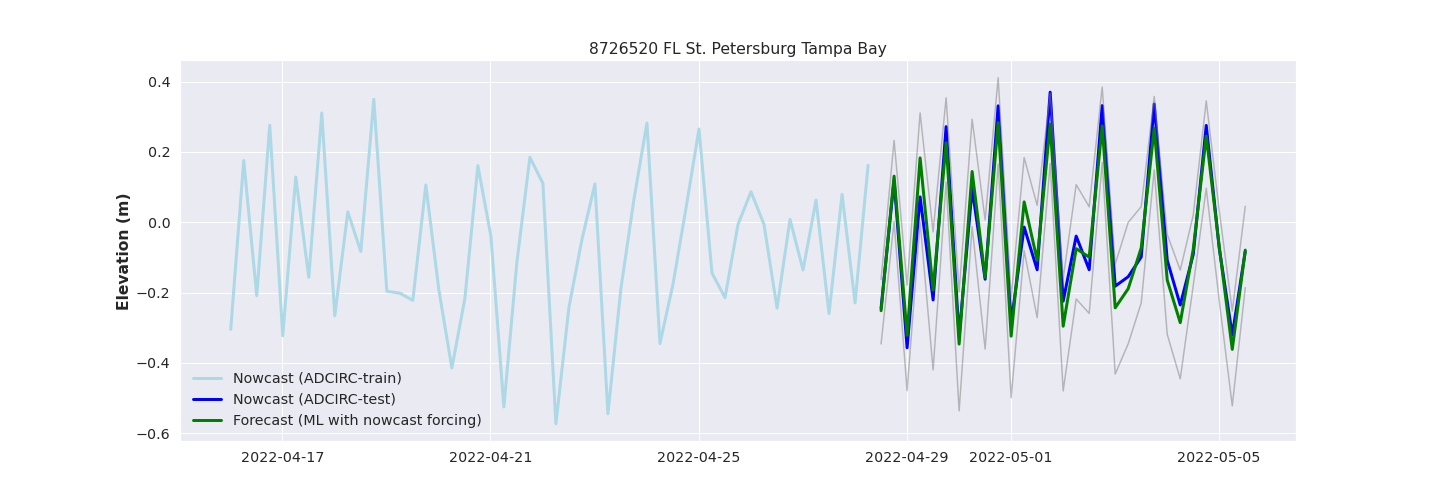 8726520 FL St. Petersburg Tampa Bay
Elevation (m)
0.4
0.2
0.0
−0.2
−0.4
−0.6
Nowcast (ADCIRC-train)
Nowcast (ADCIRC-test)
Forecast (ML with nowcast forcing)
2022-04-17 2022-04-21 2022-04-25 2022-04-29 2022-05-01 2022-05-05